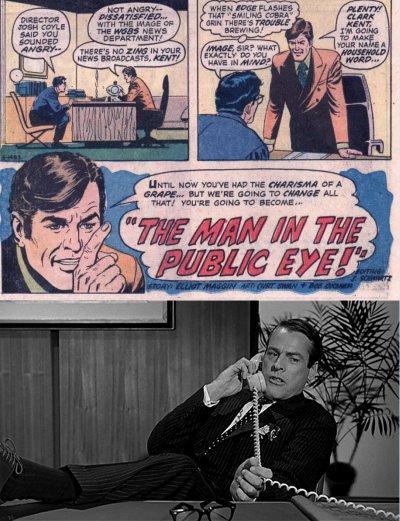 DIRECTOR
JOSH COYLE
SAID YOU
SOUNDED
ANGRY--
NOT ANGRY--
DISSATISFIED...
WITH THE IMAGE OF
THE WGBS NEWS
DEPARTMENT!
THERE'S NO ZING IN YOUR
NEWS BROADCASTS, KENT!
WHEN EDGE FLASHES
THAT "SMILING COBRA"
GRIN THERE'S TROUBLE
BREWING!
IMAGE, SIR? WHAT
EXACTLY DO YOU
HAVE IN MIND?
PLENTY!
CLARK
KENT,
I'M GOING
TO MAKE
YOUR NAME A
HOUSEHOLD
WORD...
UNTIL NOW YOU'VE HAD THE CHARISMA OF A
GRAPE... BUT WE'RE GOING TO CHANGE ALL
THAT! YOU'RE GOING TO BECOME...
"THE MAN IN THE
PUBLIC EYE!"
STORY: ELLIOT MAGGIN ART: CURT SWAN + BOB OKSNER
EDITING:
J. SCHWARTZ